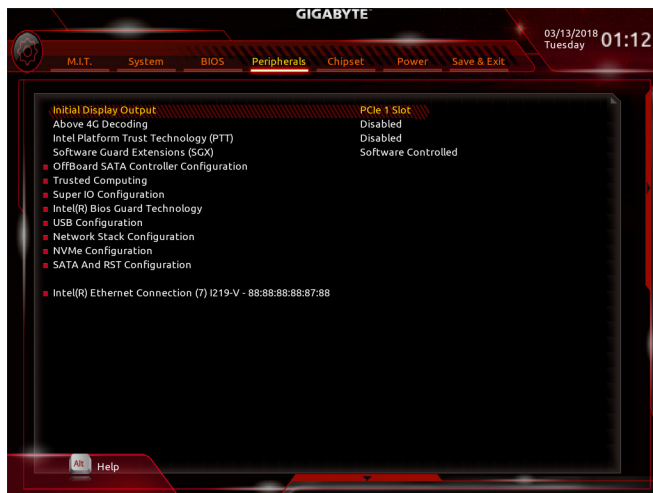 GIGABYTE™
03/13/2018 01:12
Tuesday
M.I.T. System BIOS Peripherals Chipset Power Save & Exit
Initial Display Output PCIe 1 Slot
Above 4G Decoding Disabled
Intel Platform Trust Technology (PTT) Disabled
Software Guard Extensions (SGX) Software Controlled
OffBoard SATA Controller Configuration
Trusted Computing
Super IO Configuration
Intel(R) Bios Guard Technology
USB Configuration
Network Stack Configuration
NVMe Configuration
SATA And RST Configuration
Intel(R) Ethernet Connection (7) I219-V - 88:88:88:88:87:88
Alt Help